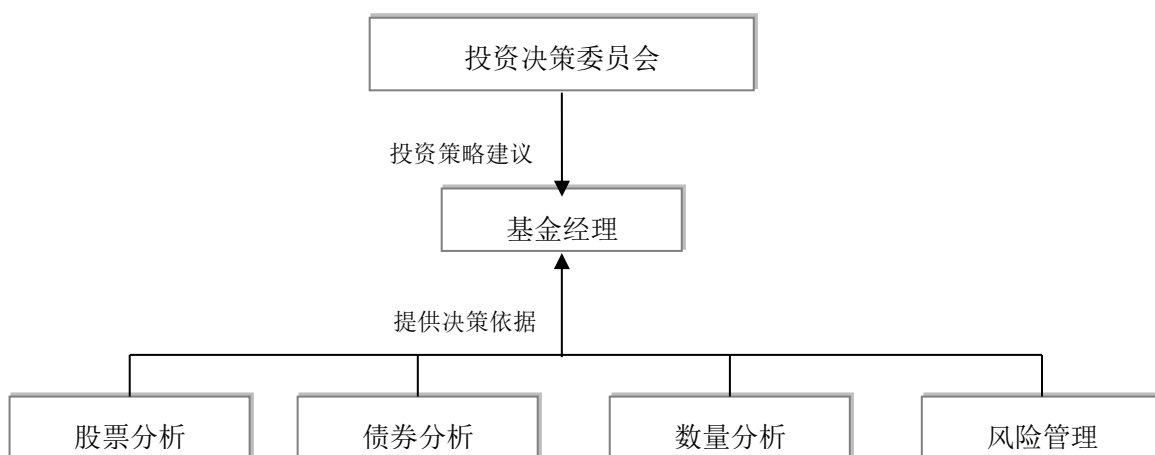 投资决策委员会
投资策略建议
基金经理
提供决策依据
股票分析
债券分析
数量分析
风险管理